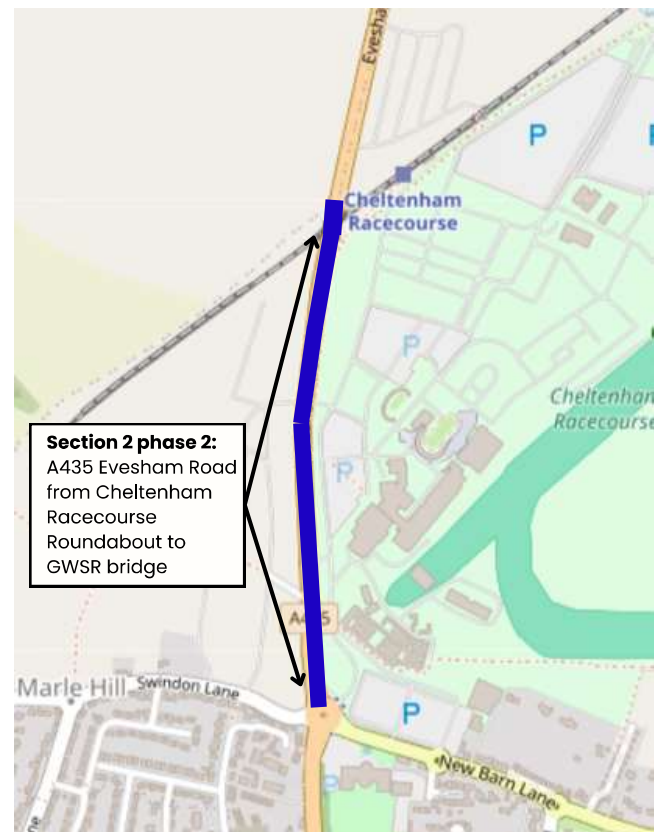 Evesha
P
P
Cheltenham
Racecourse
P
Cheltenham
Racecourse
Section 2 phase 2:
A435 Evesham Road
from Cheltenham
Racecourse
Roundabout to
GWSR bridge
P
Marle Hill
Swindon Lane
P
New Barn Lane
P